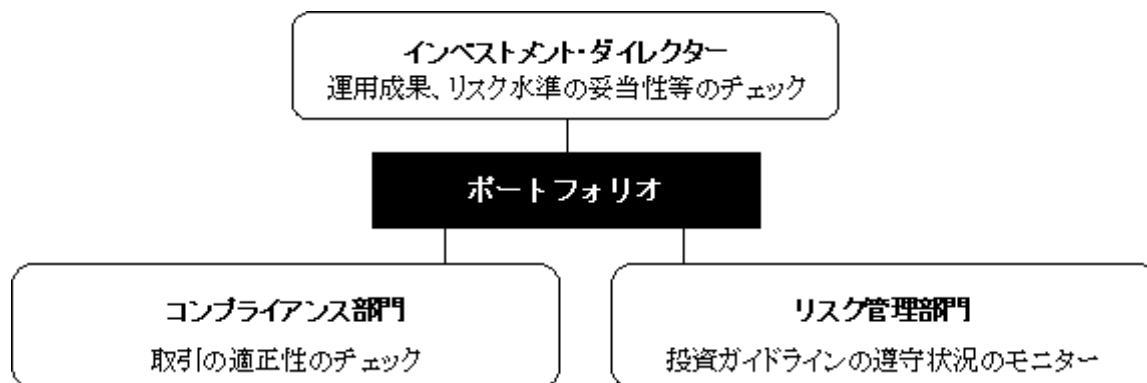 インベストメント・ダイレクター
運用成果、リスク水準の妥当性等のチェック
ポートフォリオ
コンプライアンス部門
取引の適正性のチェック
リスク管理部門
投資ガイドラインの遵守状況のモニター